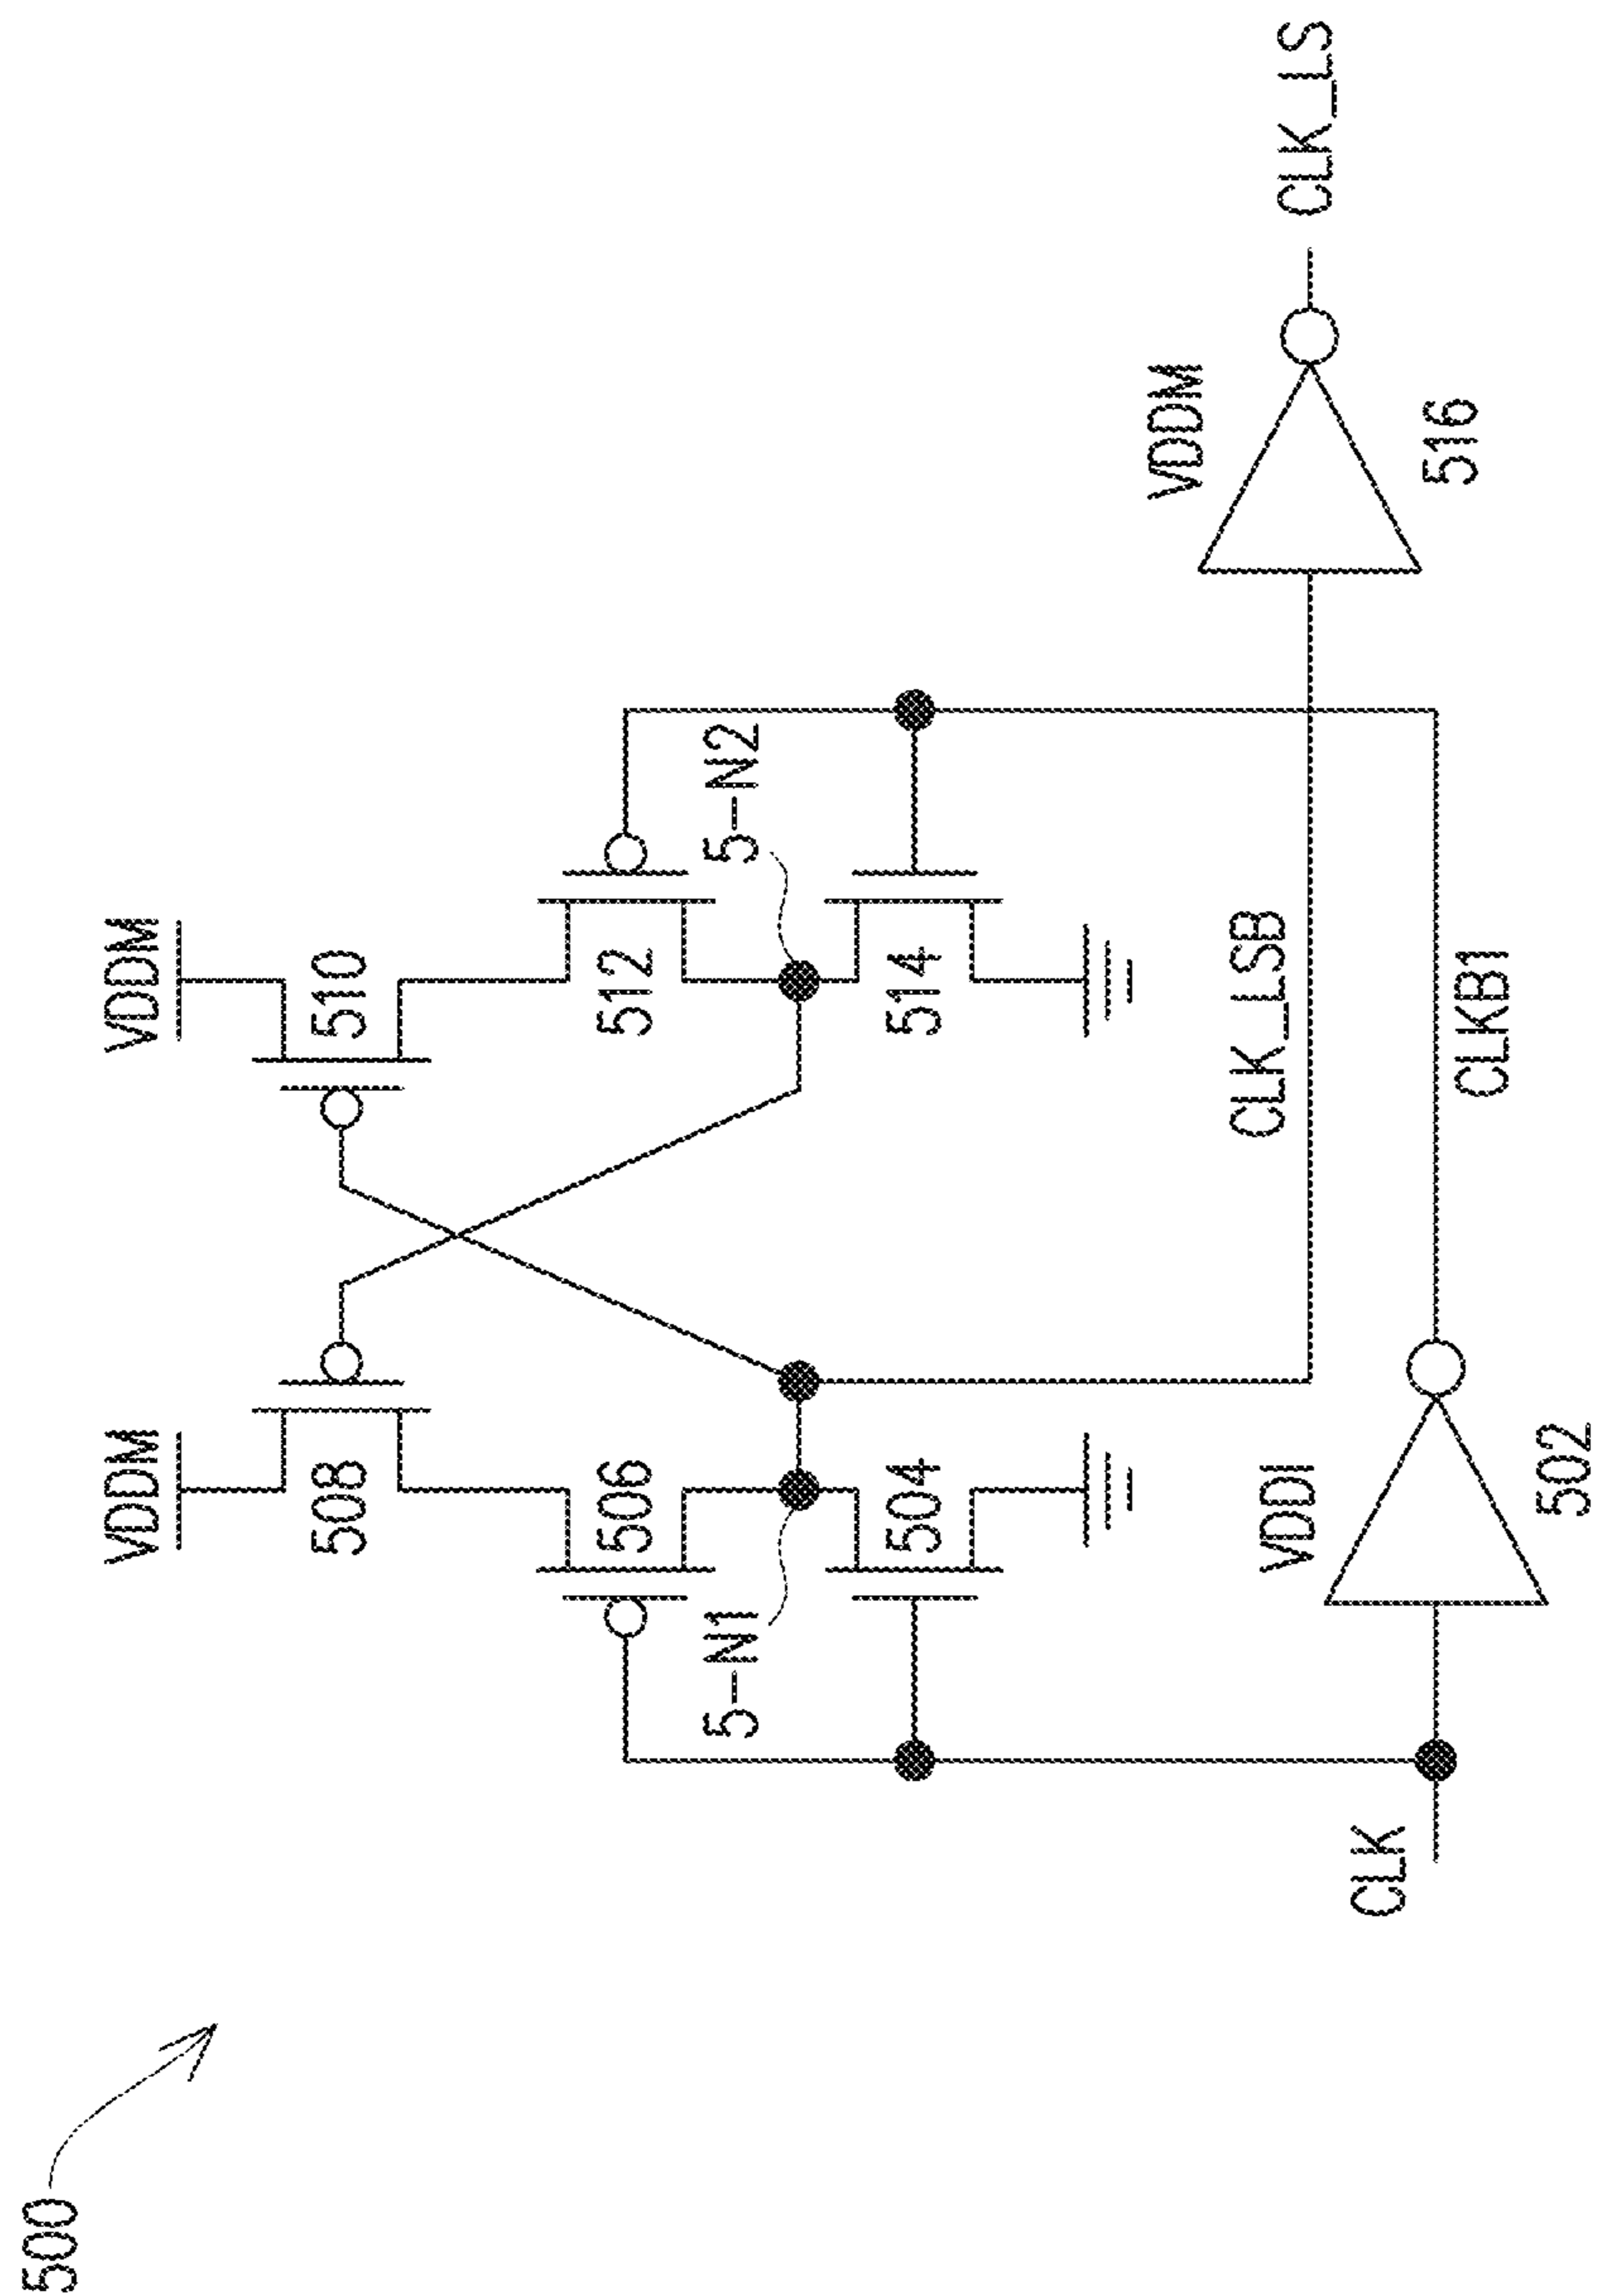 500
VDDM
VDDM
508
510
506
512
5-N1
5-N2
504
514
CLK_LSB
VDDM
CLK_LS
516
VDDI
CLK
CLKB1
502